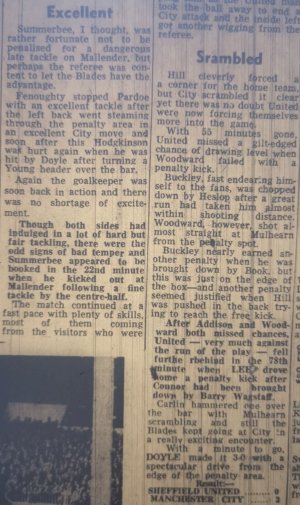 Excellent
Summerbee, I thought, was
rather fortunate not to be
penalised for a dangerous
late tackle on Mallender, but
perhaps the referee was con-
tent to let the Blades have the
advantage.
Fenoughty stopped Pardoe
with an excellent tackle after
the left back went steaming
through the penalty area in
an excellent City move and
soon after this Hodgkinson
was hurt again when he was
hit by Doyle after turning a
Young header over the bar.
Again the goalkeeper was
soon back in action and there
was no shortage of excite-
ment.
Though both sides had
indulged in a lot of hard but
fair tackling, there were the
odd signs of bad temper and
Summerbee appeared to be
booked in the 22nd minute
when he kicked out at
Mallender following a fine
tackle by the centre-half.
The match continued at a
fast pace with plenty of skills,
most of them coming
from the visitors who were
took the ball away to end a
City attack and the inside left
got another wigging from the
referee.
Scrambled
Hill cleverly forced
a corner for the home team,
but City scrambled it clear
yet there was no doubt United
were now forcing themselves
more into the game.
With 55 minutes gone
United missed a gilt-edged
chance of drawing level when
Woodward failed with a
penalty kick.
Buckley, fast endearing him-
self to the fans, was chopped
down by Heslop after a great
run had taken him almost
within shooting distance.
Woodward, however, shot al-
most straight at Mulhearn
from the penalty spot.
Buckley nearly earned an-
other penalty when he was
brought down by Book, but
this was just on the edge of
the box—and another penalty
seemed justified when Hill
was pushed in the back try-
ing to reach the free kick.
After Addison and Wood-
ward both missed chances,
United — very much against
the run of the play — fell
further behind in the 78th
minute when LEE drove
home a penalty kick after
Connor had been brought
down by Barry Wagstaff.
Carlin hammered one over
the bar with Mulhearn
scrambling and still the
Blades kept going at City in
a really exciting encounter.
With a minute to go,
DOYLE made it 3-0 with a
spectacular drive from the
edge of the penalty area.
Result:—
SHEFFIELD UNITED 0
MANCHESTER CITY 3